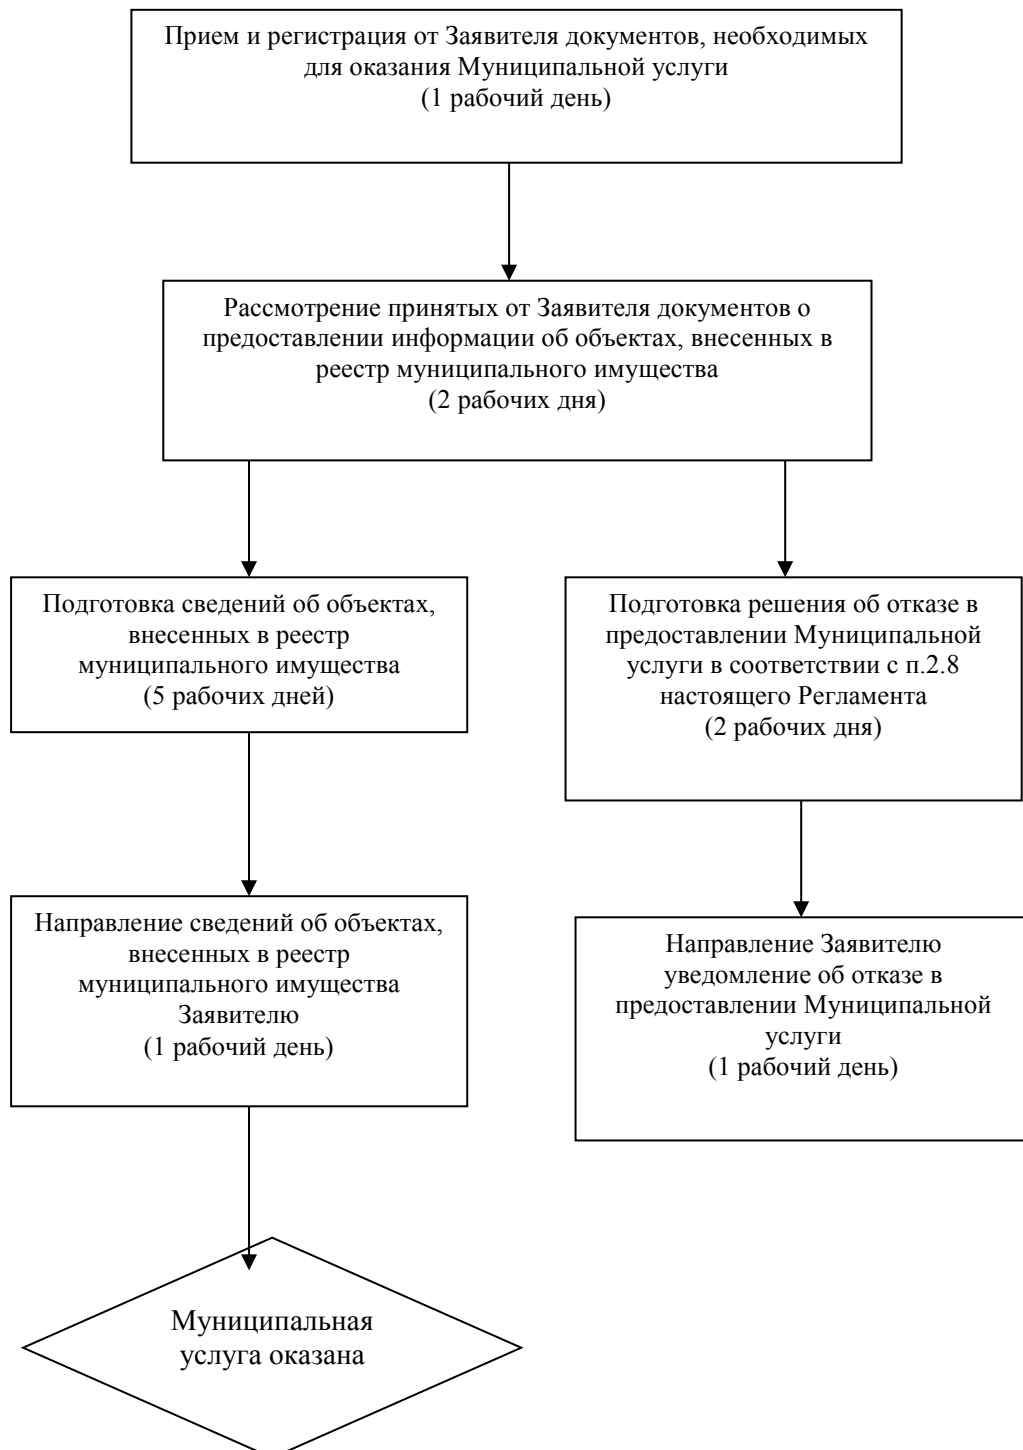 Прием и регистрация от Заявителя документов, необходимых
для оказания Муниципальной услуги
(1 рабочий день)
Рассмотрение принятых от Заявителя документов о
предоставлении информации об объектах, внесенных в
реестр муниципального имущества
(2 рабочих дня)
Подготовка сведений об объектах,
внесенных в реестр
муниципального имущества
(5 рабочих дней)
Подготовка решения об отказе в
предоставлении Муниципальной
услуги в соответствии с п.2.8
настоящего Регламента
(2 рабочих дня)
Направление сведений об объектах,
внесенных в реестр
муниципального имущества
Заявителю
(1 рабочий день)
Направление Заявителю
уведомление об отказе в
предоставлении Муниципальной
услуги
(1 рабочий день)
Муниципальная
услуга оказана